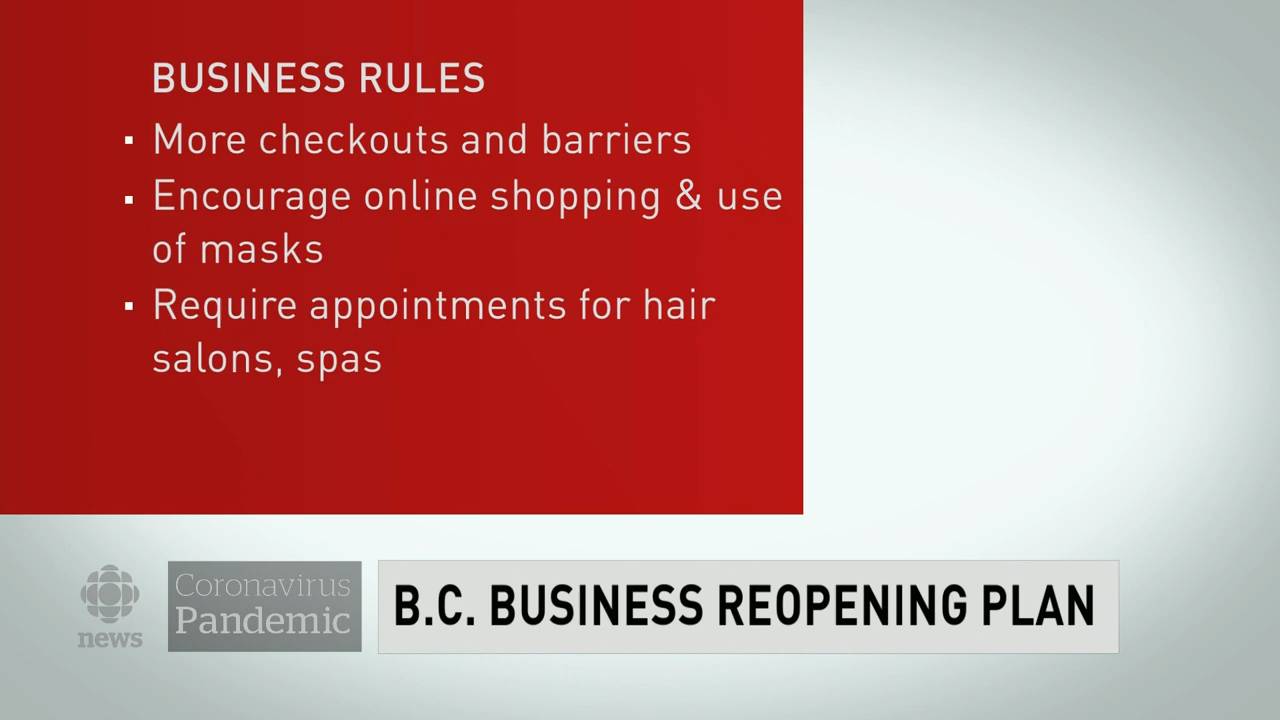 BUSINESS RULES
▪ More checkouts and barriers
▪ Encourage online shopping & use
of masks
▪ Require appointments for hair
salons, spas
news
Coronavirus
Pandemic
B.C. BUSINESS REOPENING PLAN